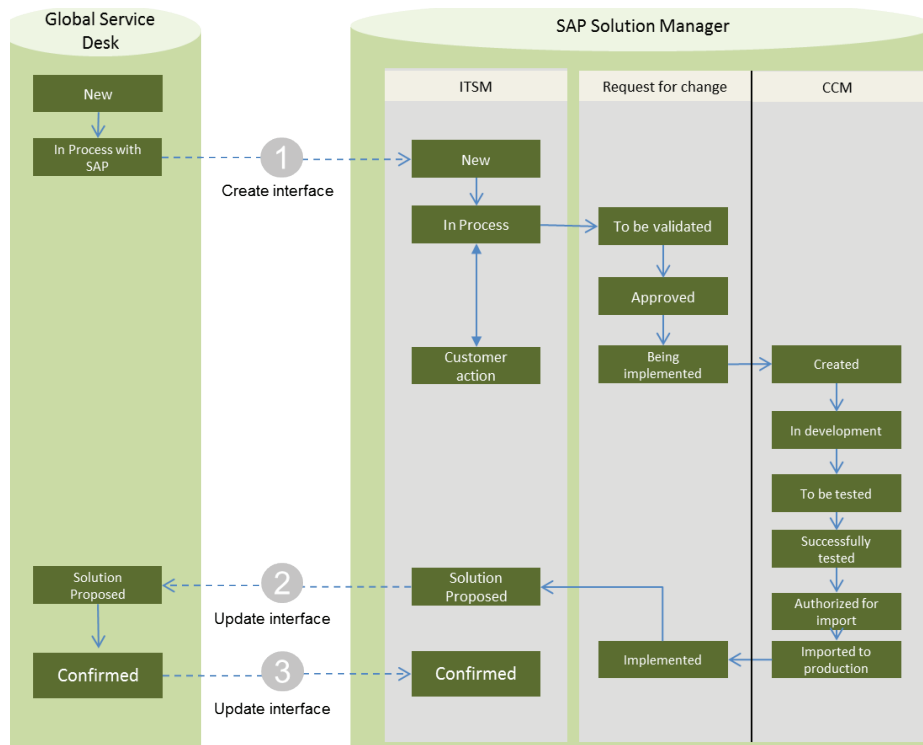 Global Service
Desk
New
In Process with
SAP
1
Create interface
Solution
Proposed
2
Update interface
Confirmed
3
Update interface
SAP Solution Manager
ITSM
New
In Process
Customer
action
Solution
Proposed
Confirmed
Request for change
To be validated
Approved
Being
implemented
Implemented
CCM
Created
In development
To be tested
Successfully
tested
Authorized for
import
Imported to
production